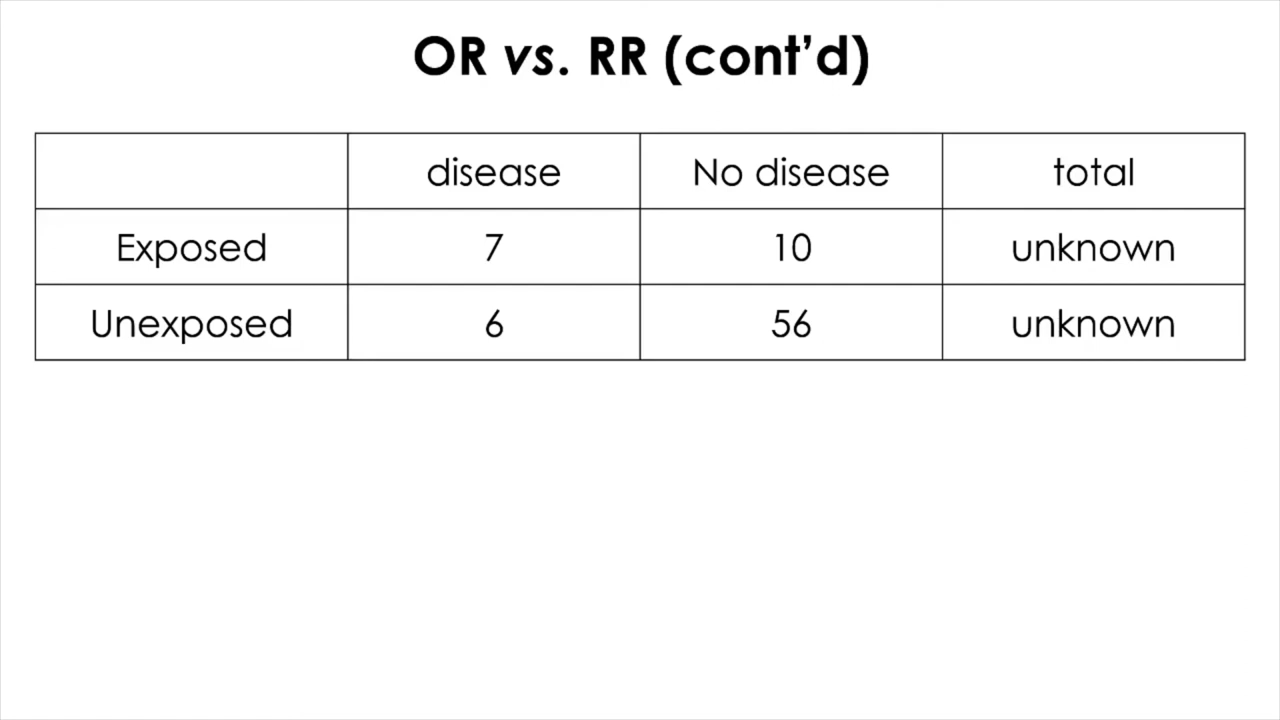 OR vs. RR (cont’d)
disease No disease total
Exposed 7 10 unknown
Unexposed 6 56 unknown